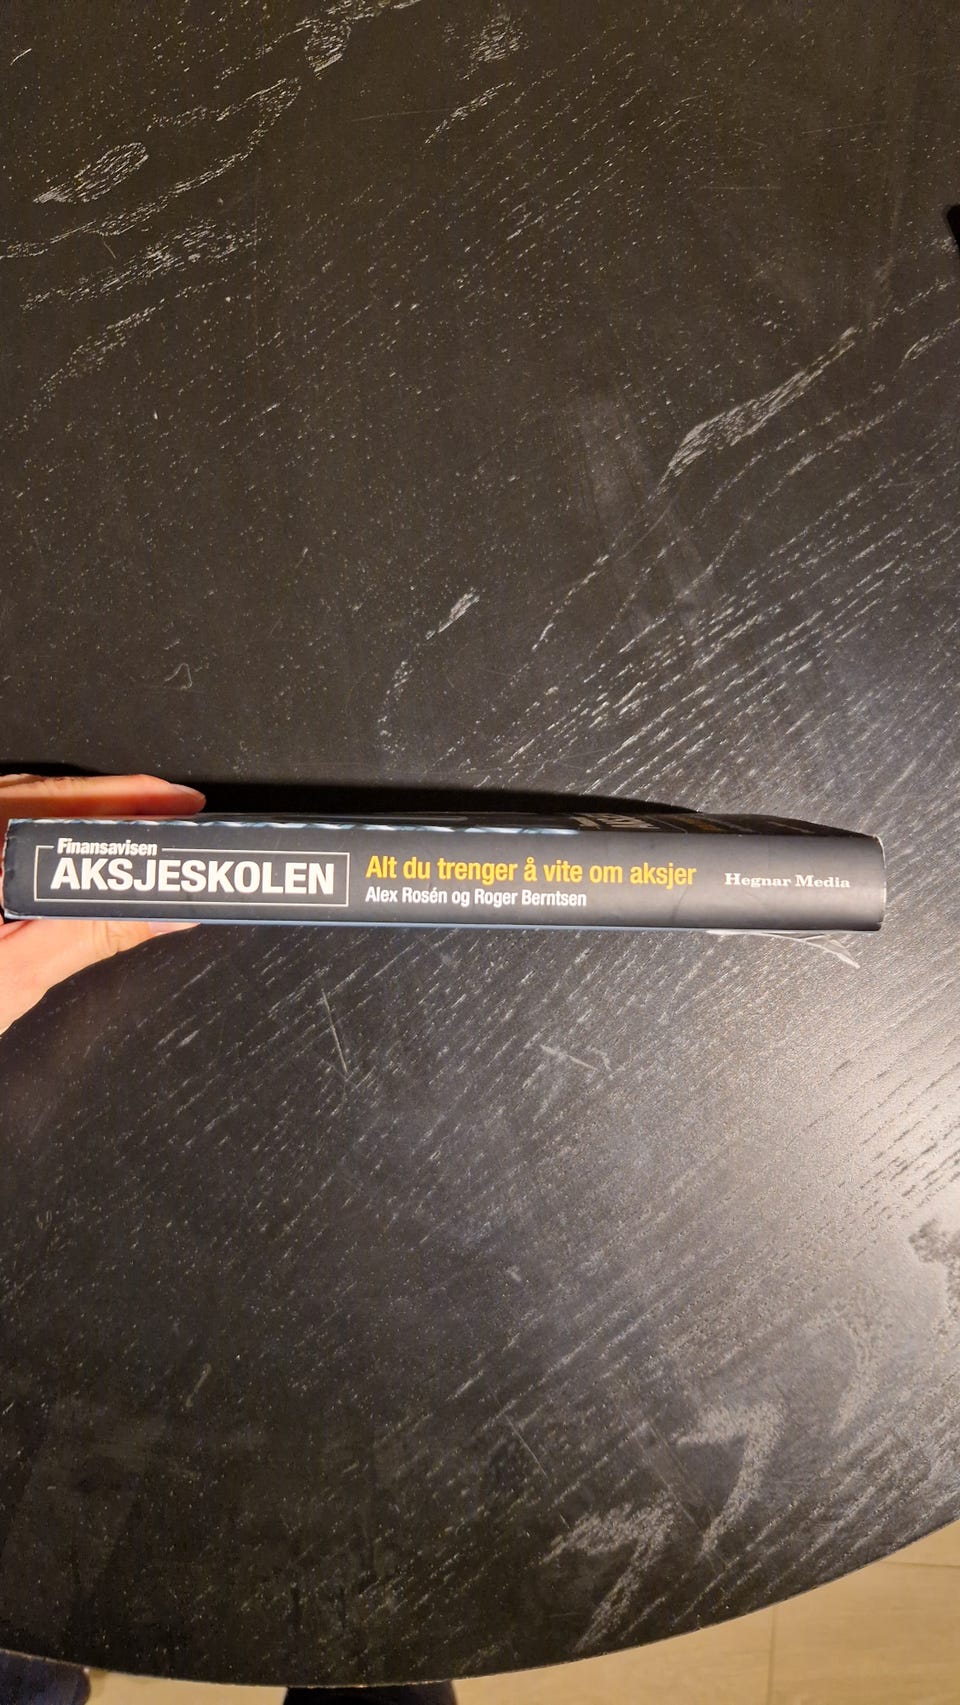 Finansavisen
AKSJESKOLEN
Alt du trenger å vite om aksjer
Alex Rosén og Roger Berntsen
Hegnar Media